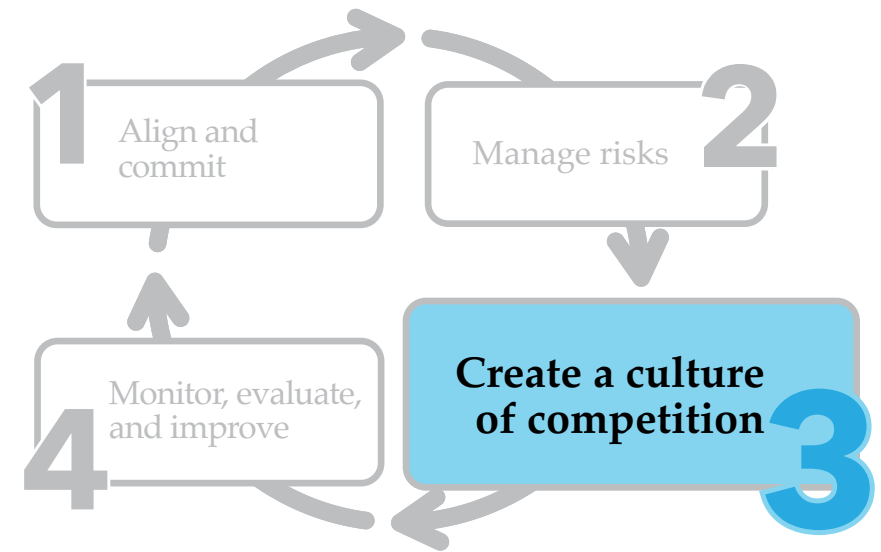 1
Align and
commit
2
Manage risks
3
Create a culture
of competition
4
Monitor, evaluate,
and improve